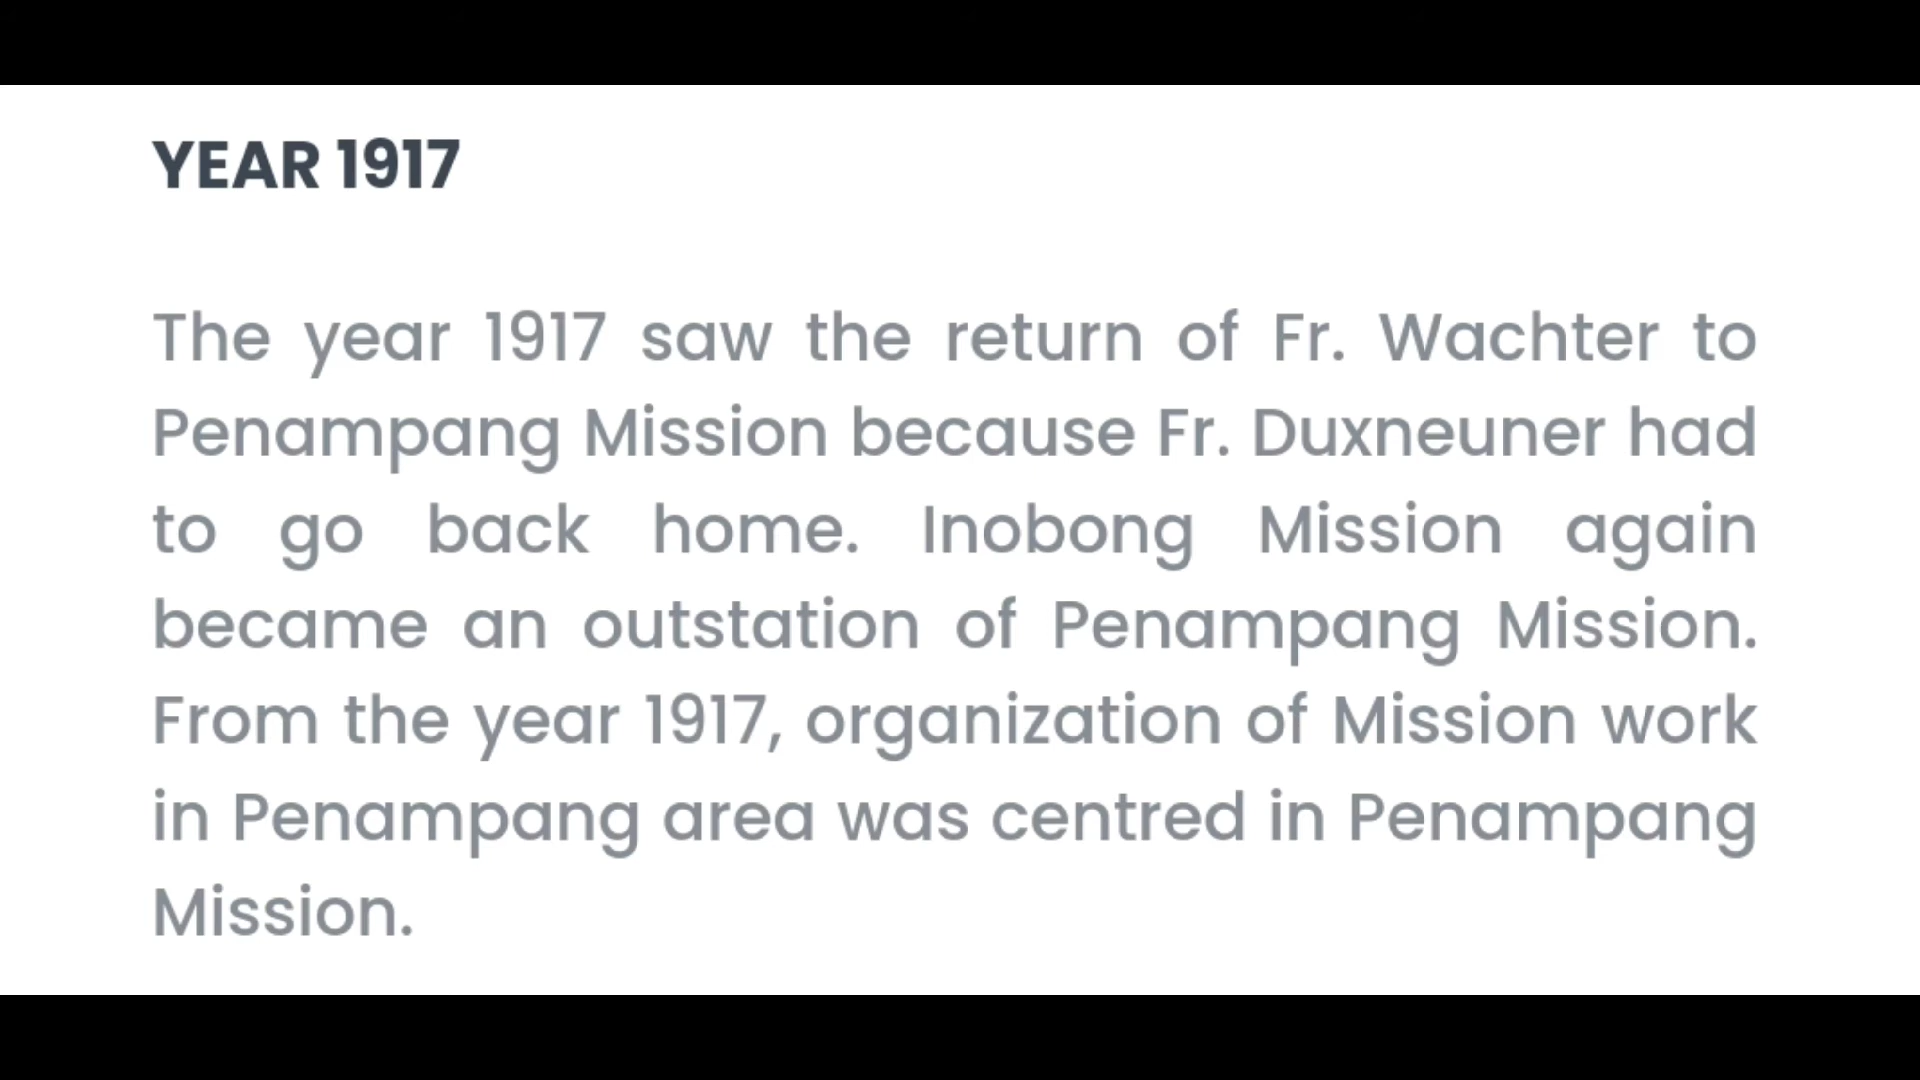 YEAR 1917
The year 1917 saw the return of Fr. Wachter to
Penampang Mission because Fr. Duxneuner had
to go back home. Inobong Mission again
became an outstation of Penampang Mission.
From the year 1917, organization of Mission work
in Penampang area was centred in Penampang
Mission.